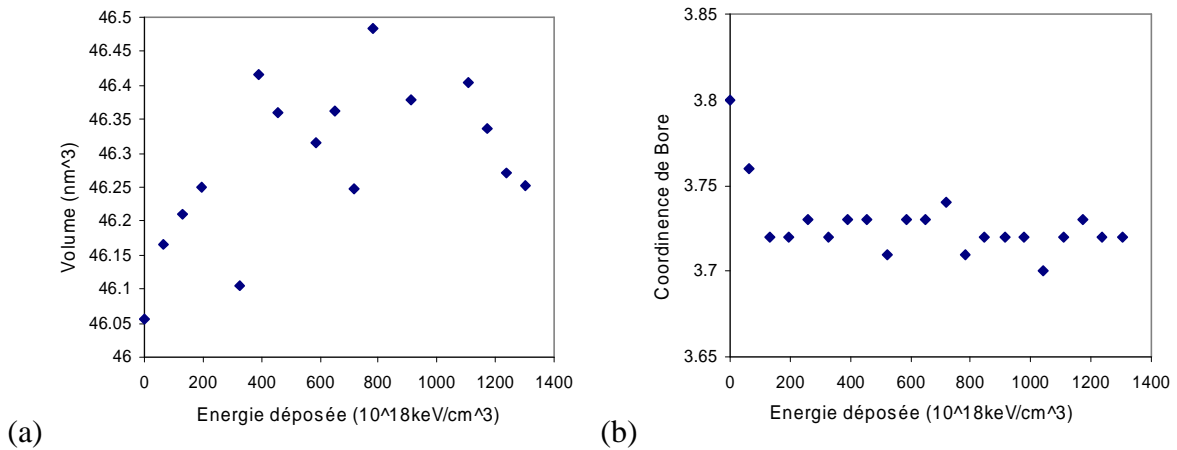 46.5
46.45
46.4
46.35
46.3
46.25
46.2
46.15
46.1
46.05
46
Volume (nm^3)
0 200 400 600 800 1000 1200 1400
Energie déposée (10^18keV/cm^3)
(a)
3.85
3.8
3.75
3.7
3.65
Coordinence de Bore
0 200 400 600 800 1000 1200 1400
Energie déposée (10^18keV/cm^3)
(b)